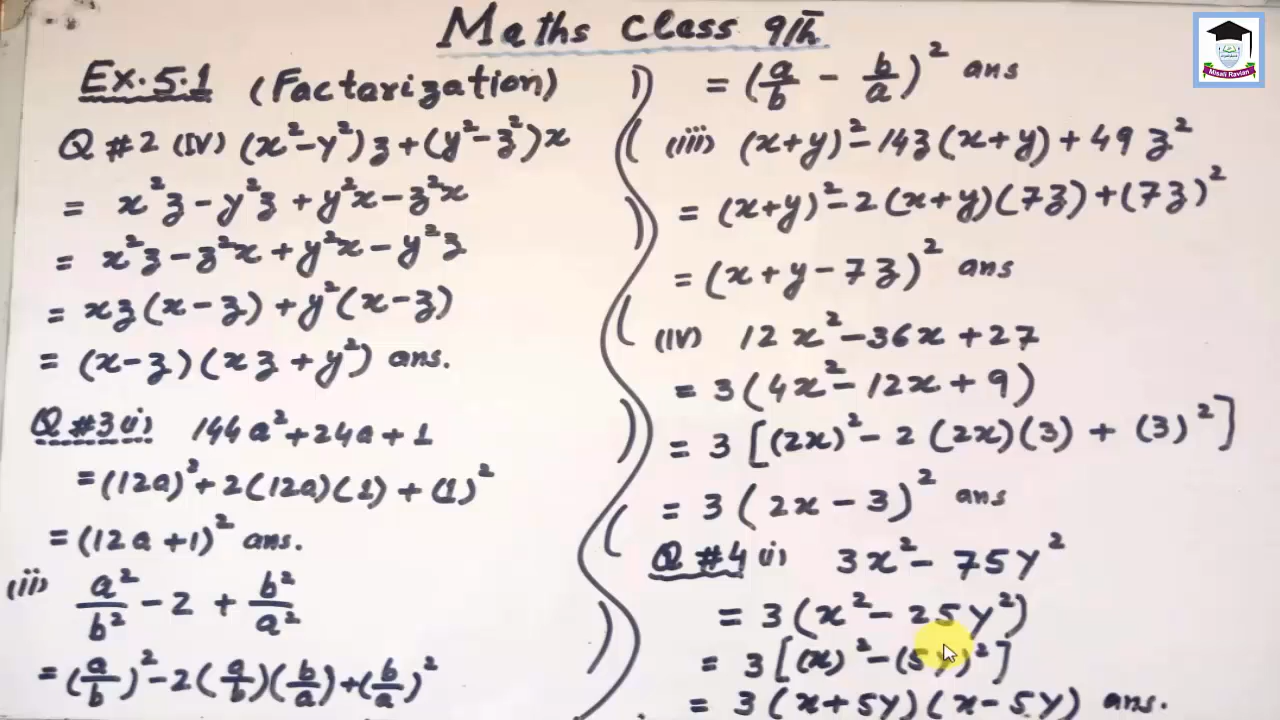 Maths Class 9th
Ex.5.1 (Factarization)
Q #2 (IV) (x²-y²)z+(y²-z²)x
= x²z-y²z+y²x-z²x
= x²z-z²x+y²x-y²z
= xz(x-z)+y²(x-z)
= (x-z)(xz+y²) ans.
Q #3(i) 144a²+24a+1
=(12a)²+2(12a)(1)+(1)²
=(12a+1)² ans.
(ii) a²/b² - 2 + b²/a²
=(a/b)²-2(a/b)(b/a)+(b/a)²
= (a/b - b/a)² ans
(iii) (x+y)²-14z(x+y)+49z²
= (x+y)²-2(x+y)(7z)+(7z)²
= (x+y-7z)² ans
(IV) 12x²-36x+27
= 3(4x²-12x+9)
= 3[(2x)²-2(2x)(3)+(3)²]
= 3(2x-3)² ans
Q #4(i) 3x²-75y²
= 3(x²-25y²)
= 3[(x)²-(5y)²]
= 3(x+5y)(x-5y) ans.
Misali Ravian